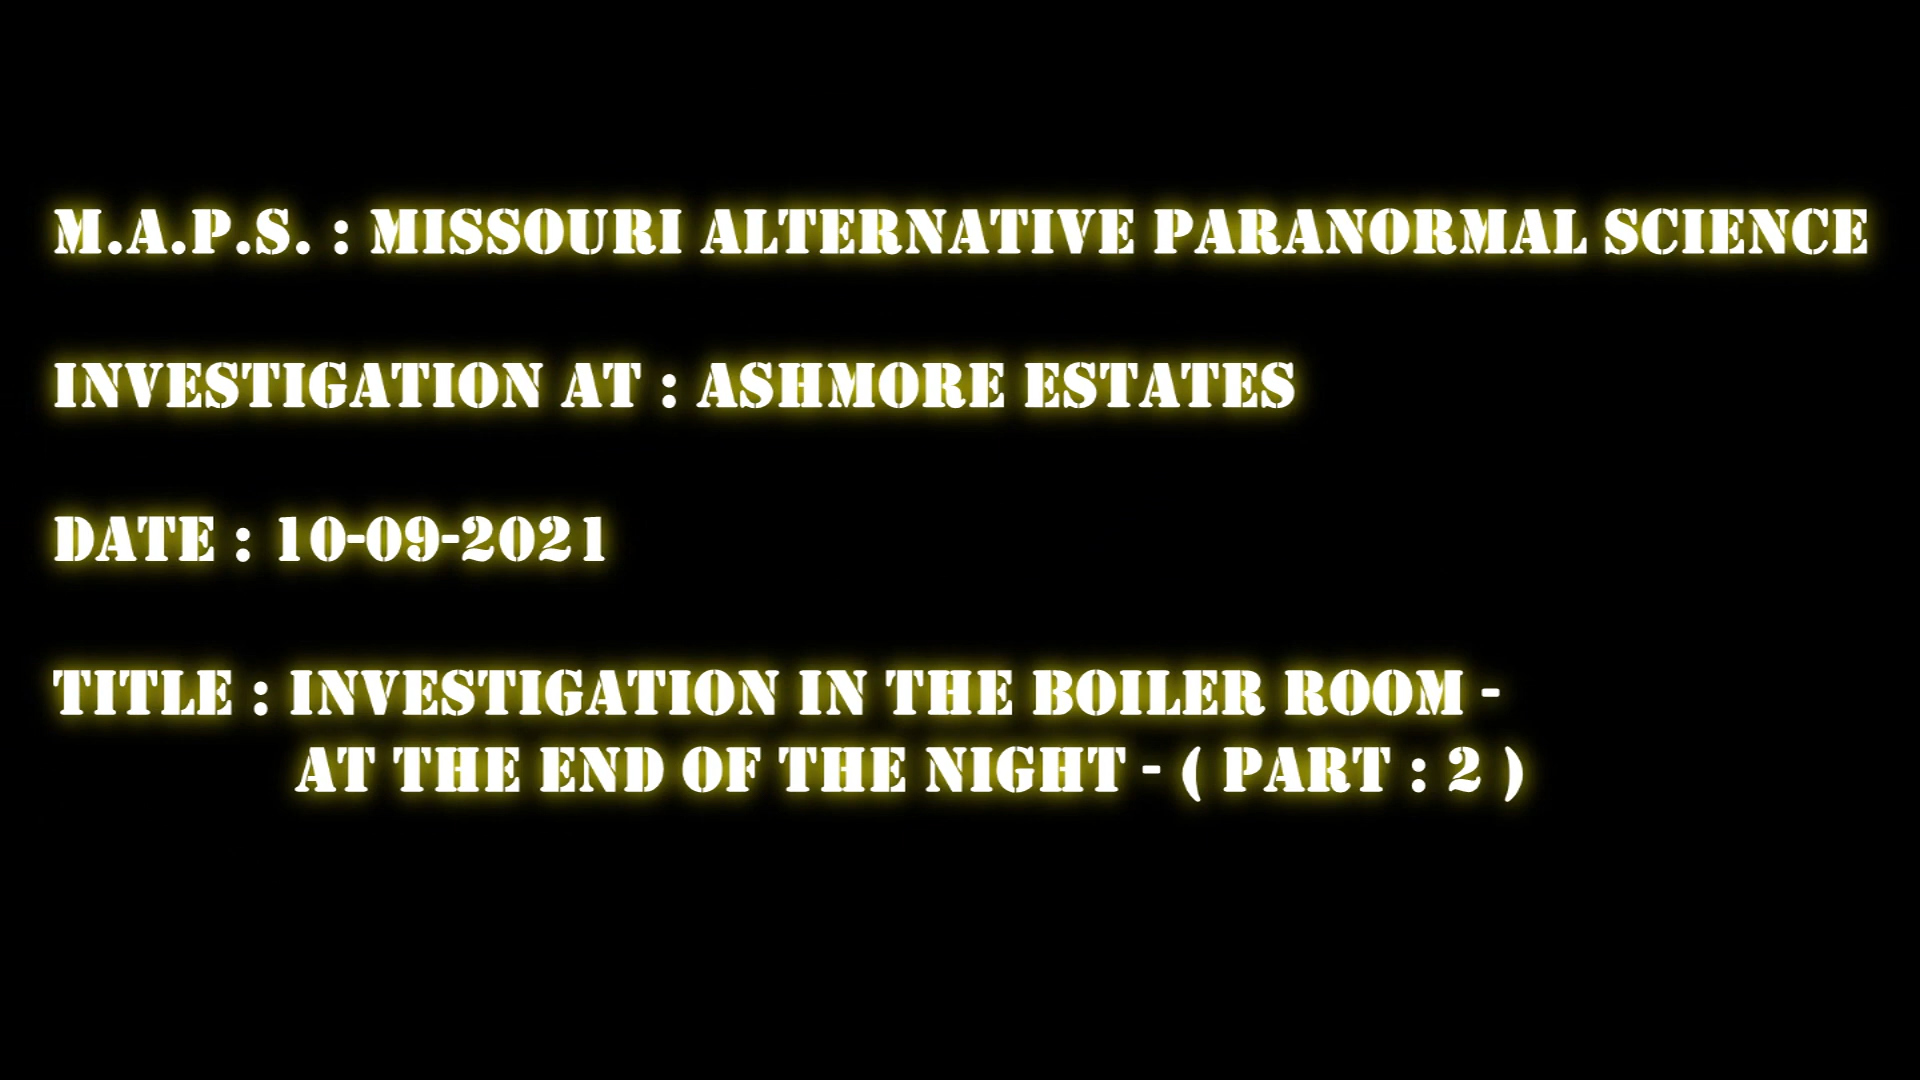 M.A.P.S. : MISSOURI ALTERNATIVE PARANORMAL SCIENCE
INVESTIGATION AT : ASHMORE ESTATES
DATE : 10-09-2021
TITLE : INVESTIGATION IN THE BOILER ROOM -
AT THE END OF THE NIGHT - ( PART : 2 )